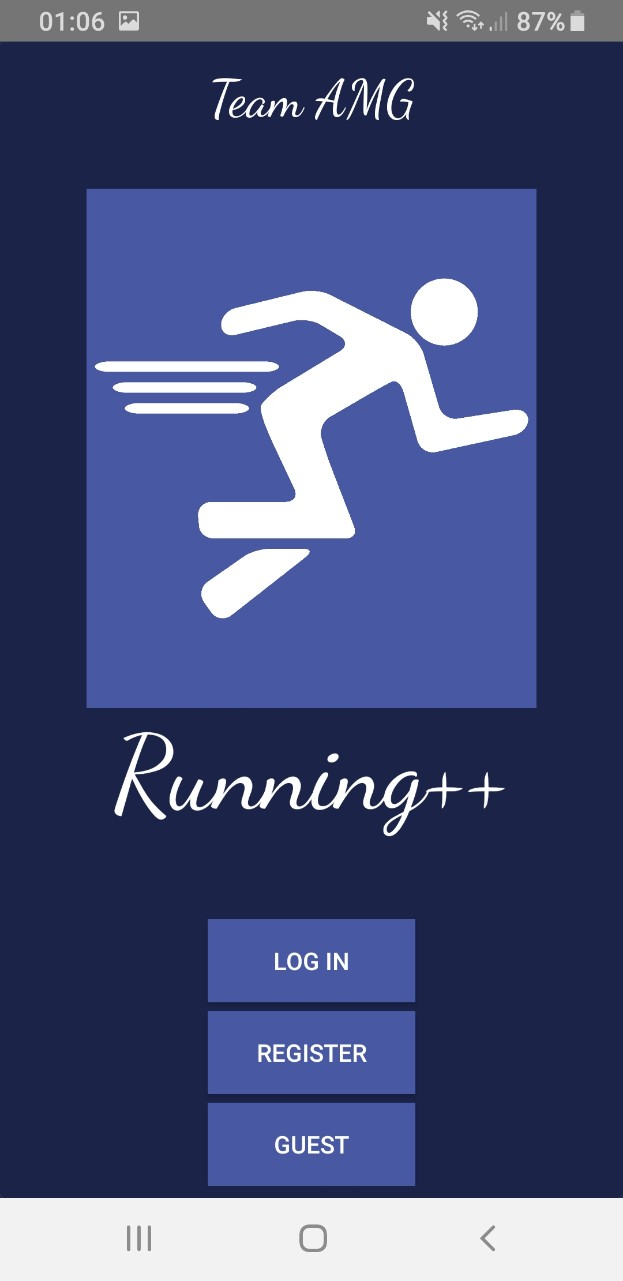 01:06 87%
Team AMG
Running++
LOG IN
REGISTER
GUEST